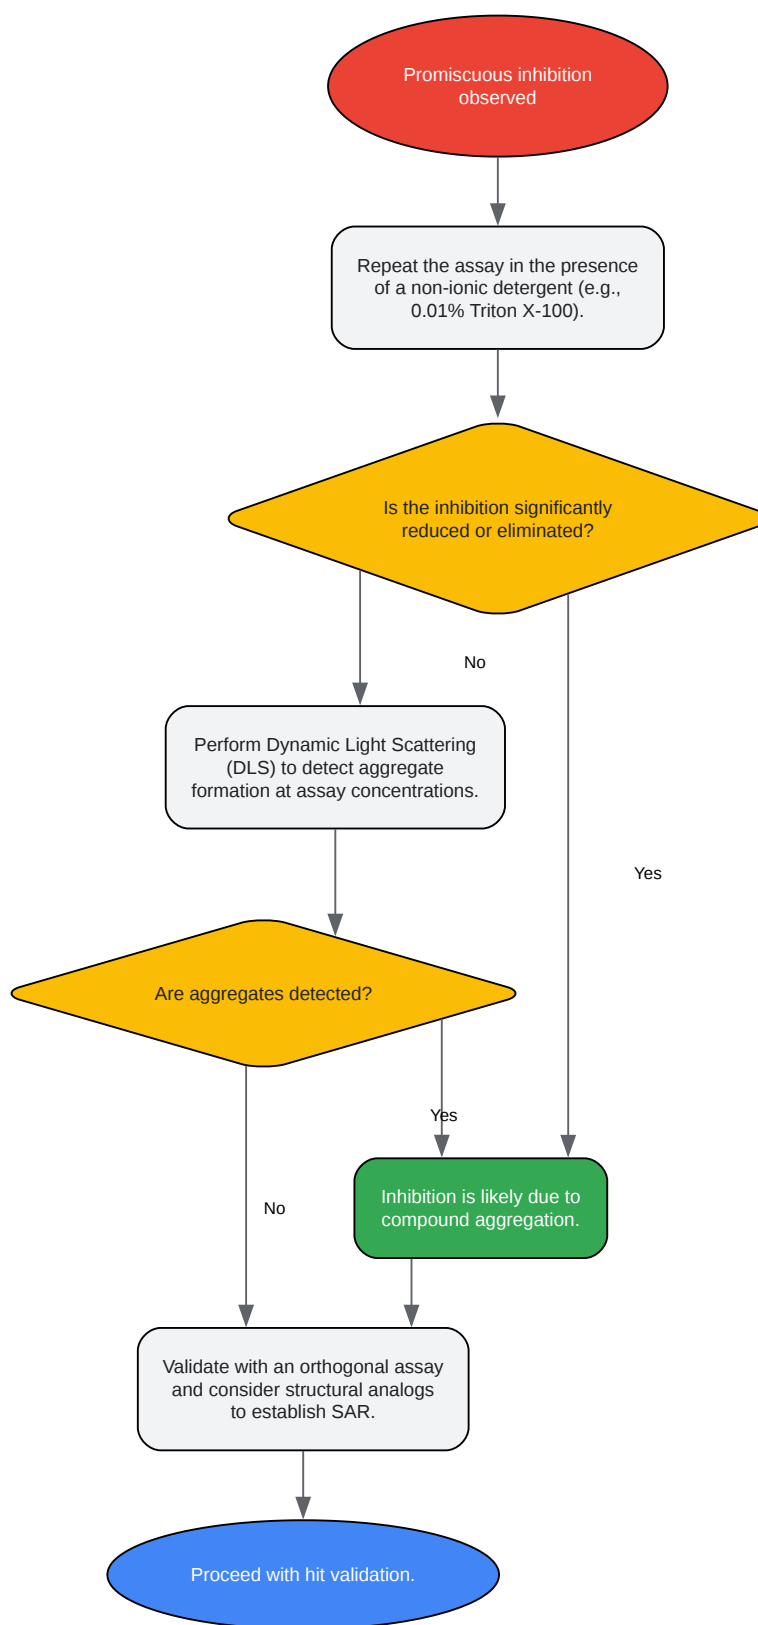 Promiscuous inhibition
observed
Repeat the assay in the presence
of a non-ionic detergent (e.g.,
0.01% Triton X-100).
Is the inhibition significantly
reduced or eliminated?
No
Perform Dynamic Light Scattering
(DLS) to detect aggregate
formation at assay concentrations.
Yes
Are aggregates detected?
Yes
Inhibition is likely due to
compound aggregation.
No
Validate with an orthogonal assay
and consider structural analogs
to establish SAR.
Proceed with hit validation.